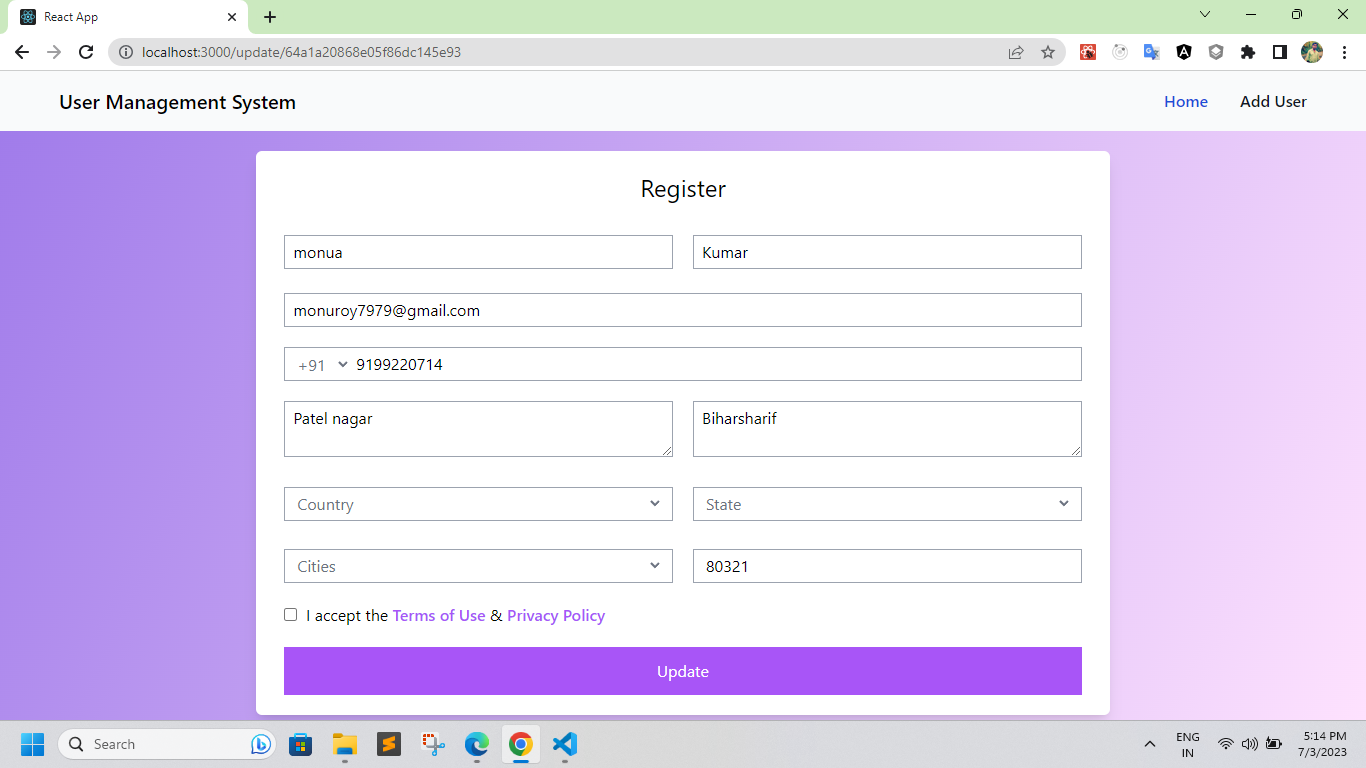 React App
localhost:3000/update/64a1a20868e05f86dc145e93
User Management System
Home
Add User
Register
monua
Kumar
monuroy7979@gmail.com
+91
9199220714
Patel nagar
Biharsharif
Country
State
Cities
80321
I accept the Terms of Use & Privacy Policy
Update
Search
ENG
IN
5:14 PM
7/3/2023